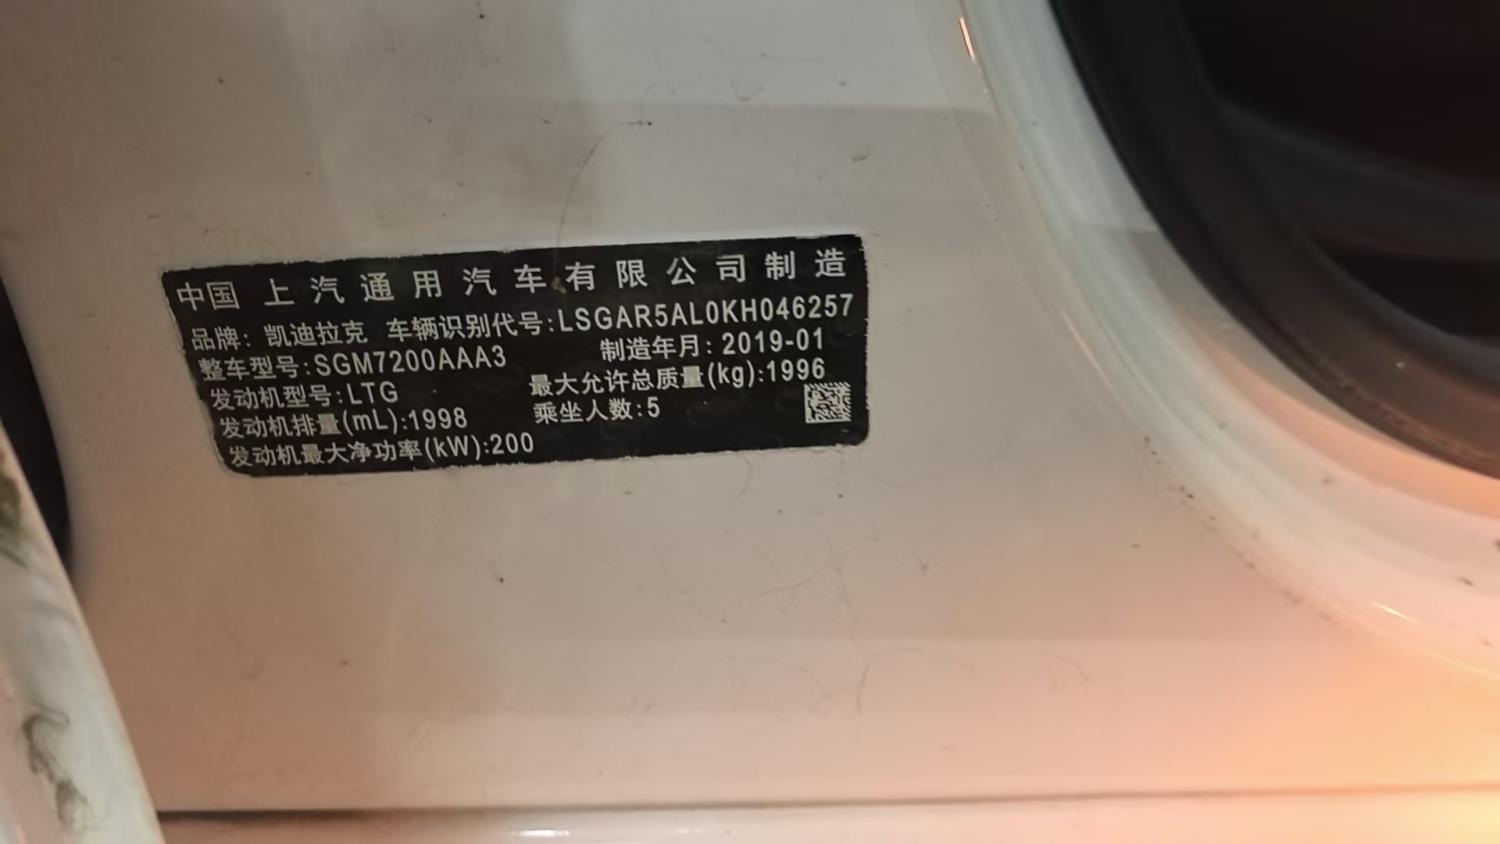 中国 上汽通用汽车有限公司制造
品牌: 凯迪拉克 车辆识别代号:LSGAR5AL0KH046257
整车型号:SGM7200AAA3 制造年月: 2019-01
发动机型号:LTG 最大允许总质量(kg):1996
发动机排量(mL):1998 乘坐人数:5
发动机最大净功率(kW):200